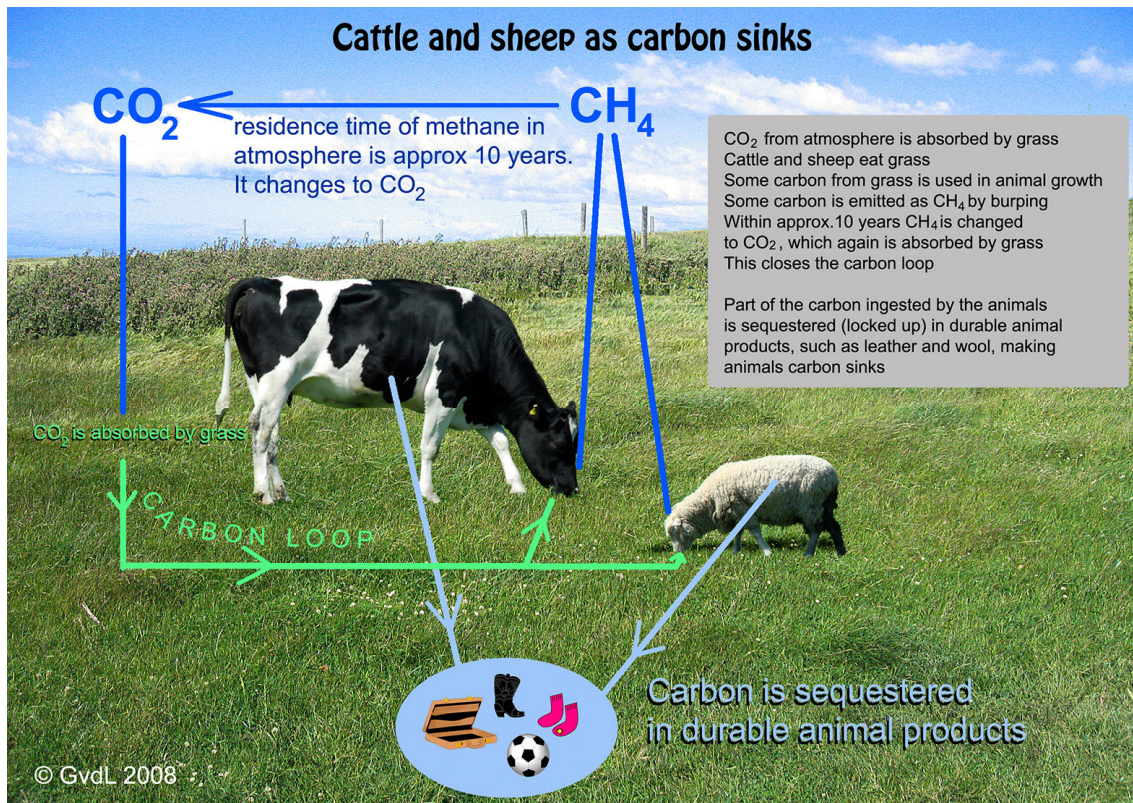 Cattle and sheep as carbon sinks
CO₂
CH₄
residence time of methane in
atmosphere is approx 10 years.
It changes to CO₂
CO₂ from atmosphere is absorbed by grass
Cattle and sheep eat grass
Some carbon from grass is used in animal growth
Some carbon is emitted as CH₄ by burping
Within approx.10 years CH₄ is changed
to CO₂, which again is absorbed by grass
This closes the carbon loop
Part of the carbon ingested by the animals
is sequestered (locked up) in durable animal
products, such as leather and wool, making
animals carbon sinks
CO₂ is absorbed by grass
CARBON LOOP
Carbon is sequestered
in durable animal products
© GvdL 2008